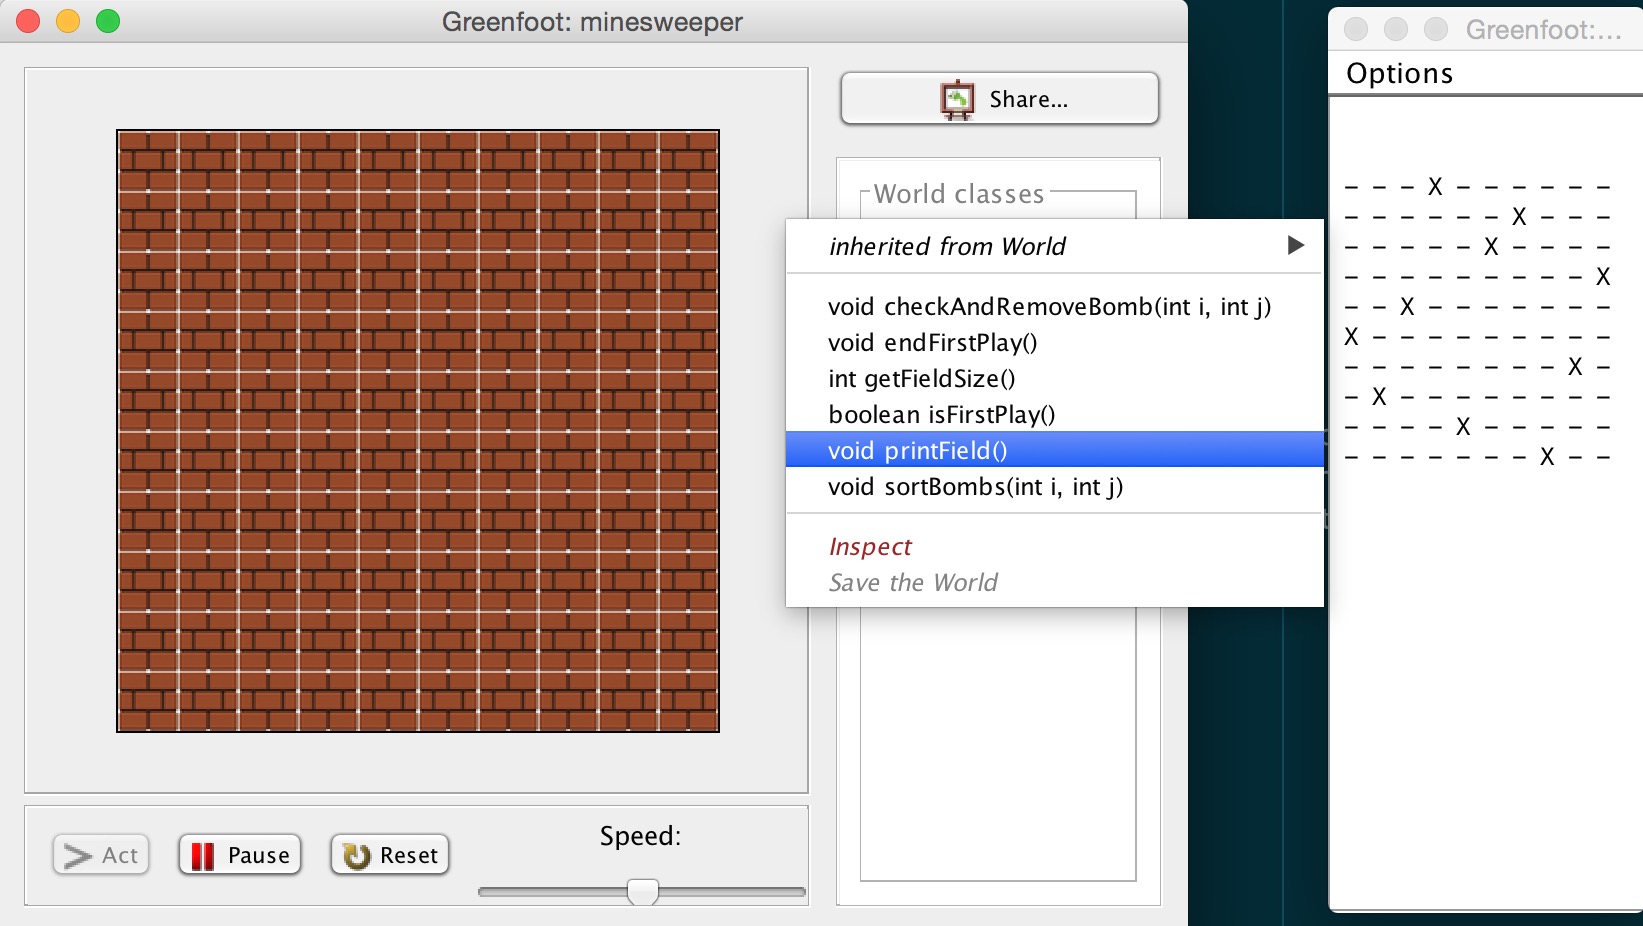 Greenfoot: minesweeper
Share...
World classes
inherited from World
void checkAndRemoveBomb(int i, int j)
void endFirstPlay()
int getFieldSize()
boolean isFirstPlay()
void printField()
void sortBombs(int i, int j)
Inspect
Save the World
Act
Pause
Reset
Speed:
Greenfoot:...
Options
- - - X - - - - - -
- - - - - - X - - -
- - - - - X - - - -
- - - - - - - - - X
- - X - - - - - - -
X - - - - - - - - -
- - - - - - - - X -
- X - - - - - - - -
- - - - X - - - - -
- - - - - - - X - -